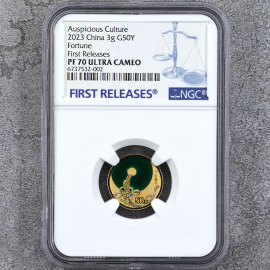 Auspicious Culture
2023 China 3g G50Y
Fortune
First Releases
PF 70 ULTRA CAMEO
6737532-002
FIRST RELEASES®
NGC®